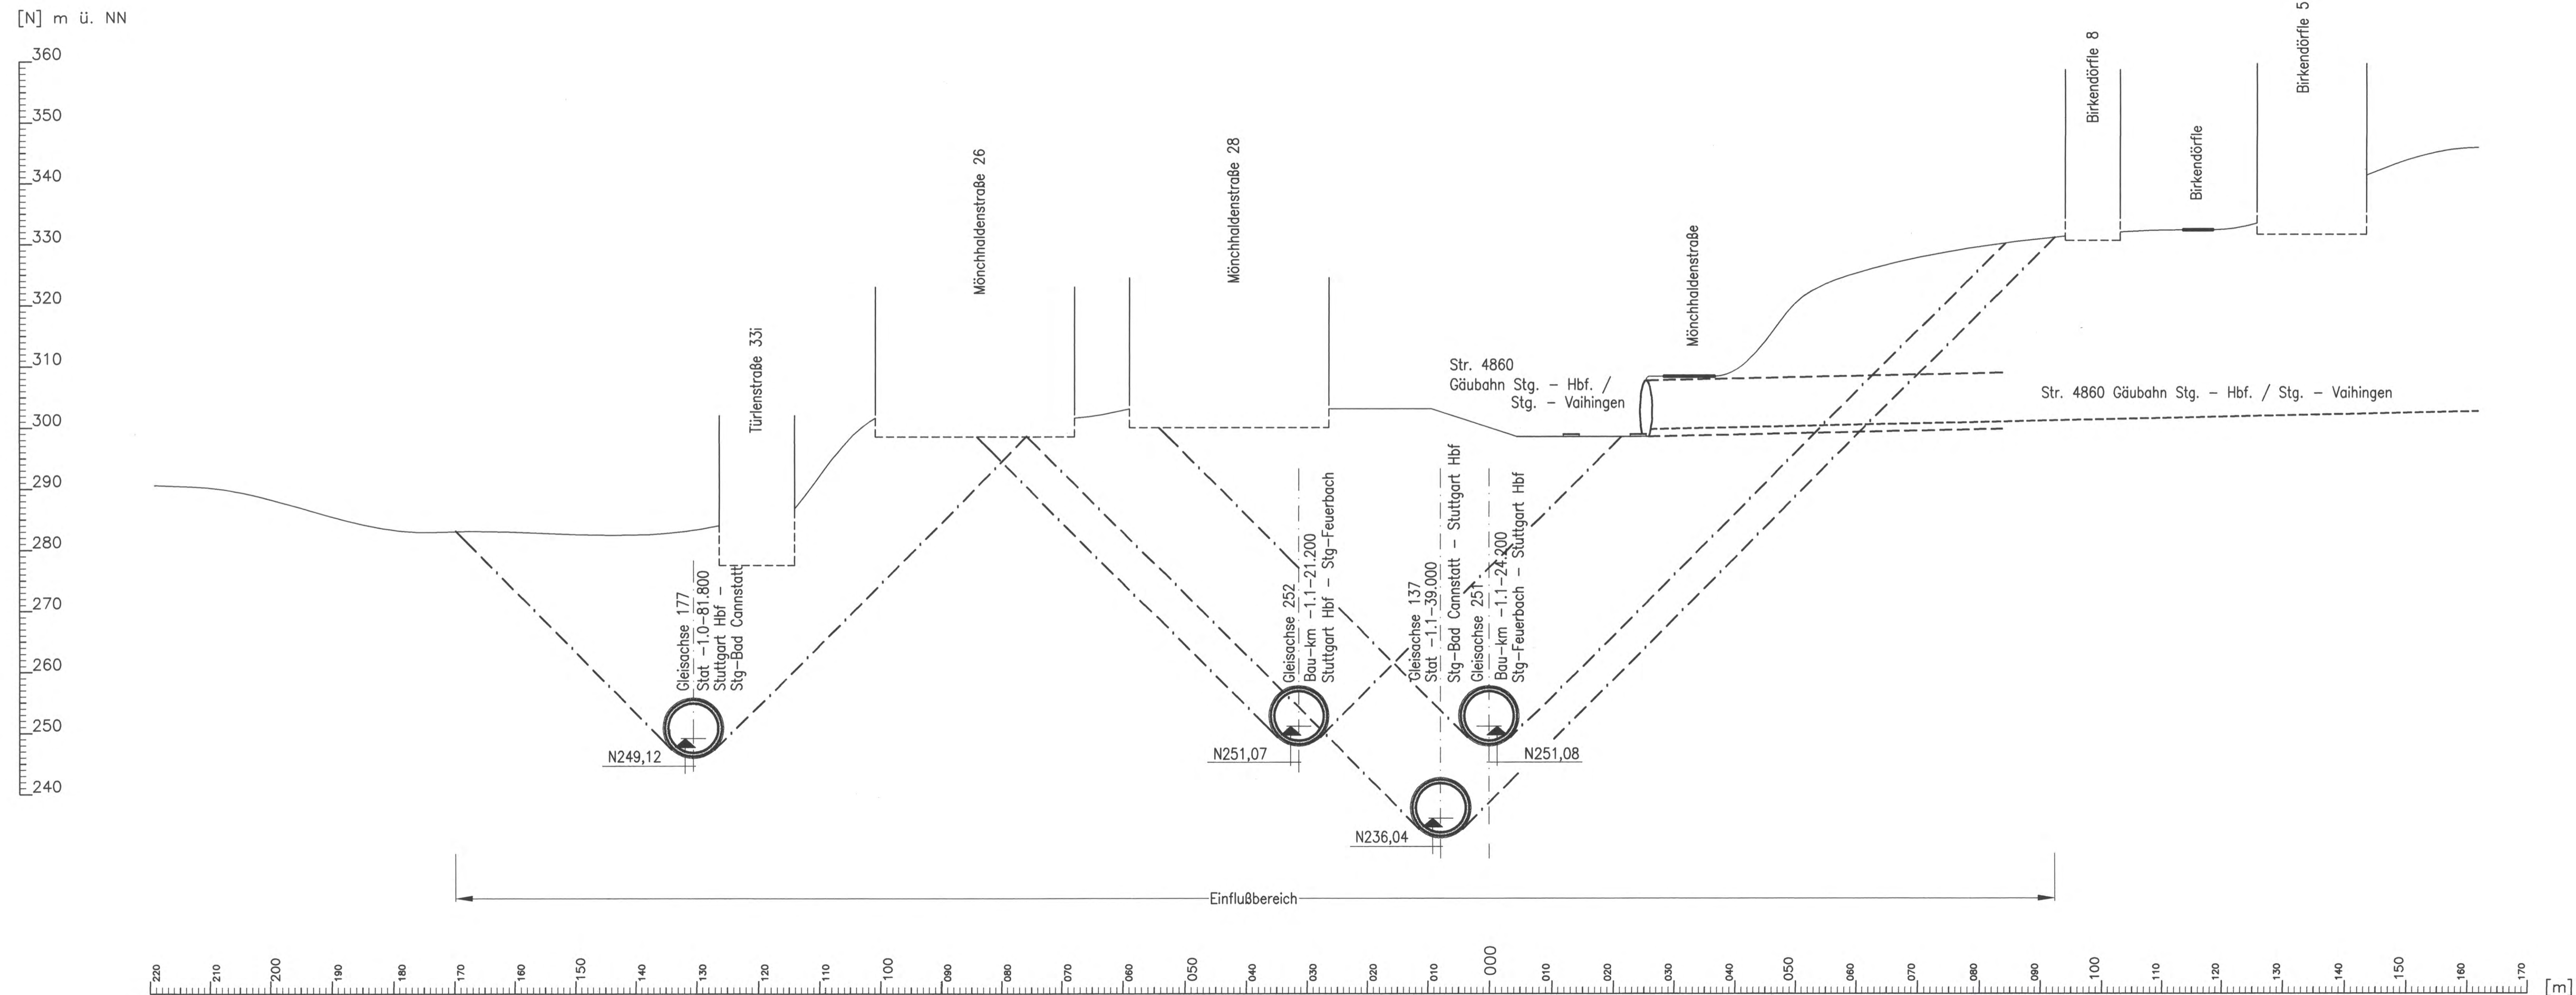 [N] m ü. NN
360
350
340
330
320
310
300
290
280
270
260
250
240
Türlenstraße 33i
Mönchhaldenstraße 26
Mönchhaldenstraße 28
Mönchhaldenstraße
Birkendörfle 8
Birkendörfle
Birkendörfle 5
Str. 4860
Gäubahn Stg. - Hbf. /
Stg. - Vaihingen
Str. 4860 Gäubahn Stg. - Hbf. / Stg. - Vaihingen
Gleisachse 177
Stat -1.0-81.800
Stuttgart Hbf -
Stg-Bad Cannstatt
Gleisachse 252
Bau-km -1.1-21.200
Stuttgart Hbf - Stg-Feuerbach
Gleisachse 137
Stat -1.1-39.000
Stg-Bad Cannstatt - Stuttgart Hbf
Gleisachse 251
Bau-km -1.1-24.200
Stg-Feuerbach - Stuttgart Hbf
N249,12
N251,07
N251,08
N236,04
Einflußbereich
220 210 200 190 180 170 160 150 140 130 120 110 100 090 080 070 060 050 040 030 020 010 000 010 020 030 040 050 060 070 080 090 100 110 120 130 140 150 160 170
[m]